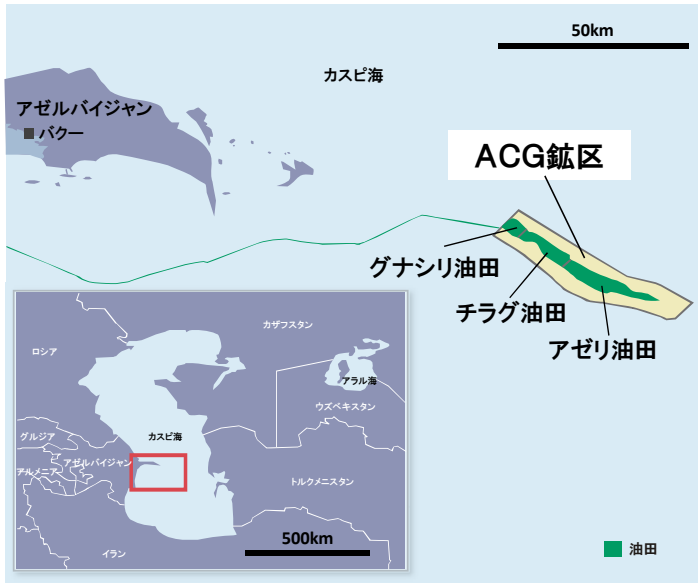 50km
カスピ海
アゼルバイジャン
バクー
ACG鉱区
グナシリ油田
チラグ油田
アゼリ油田
カザフスタン
ロシア
アラル海
ウズベキスタン
グルジア
カスピ海
アゼルバイジャン
アルメニア
トルクメニスタン
500km
イラン
油田